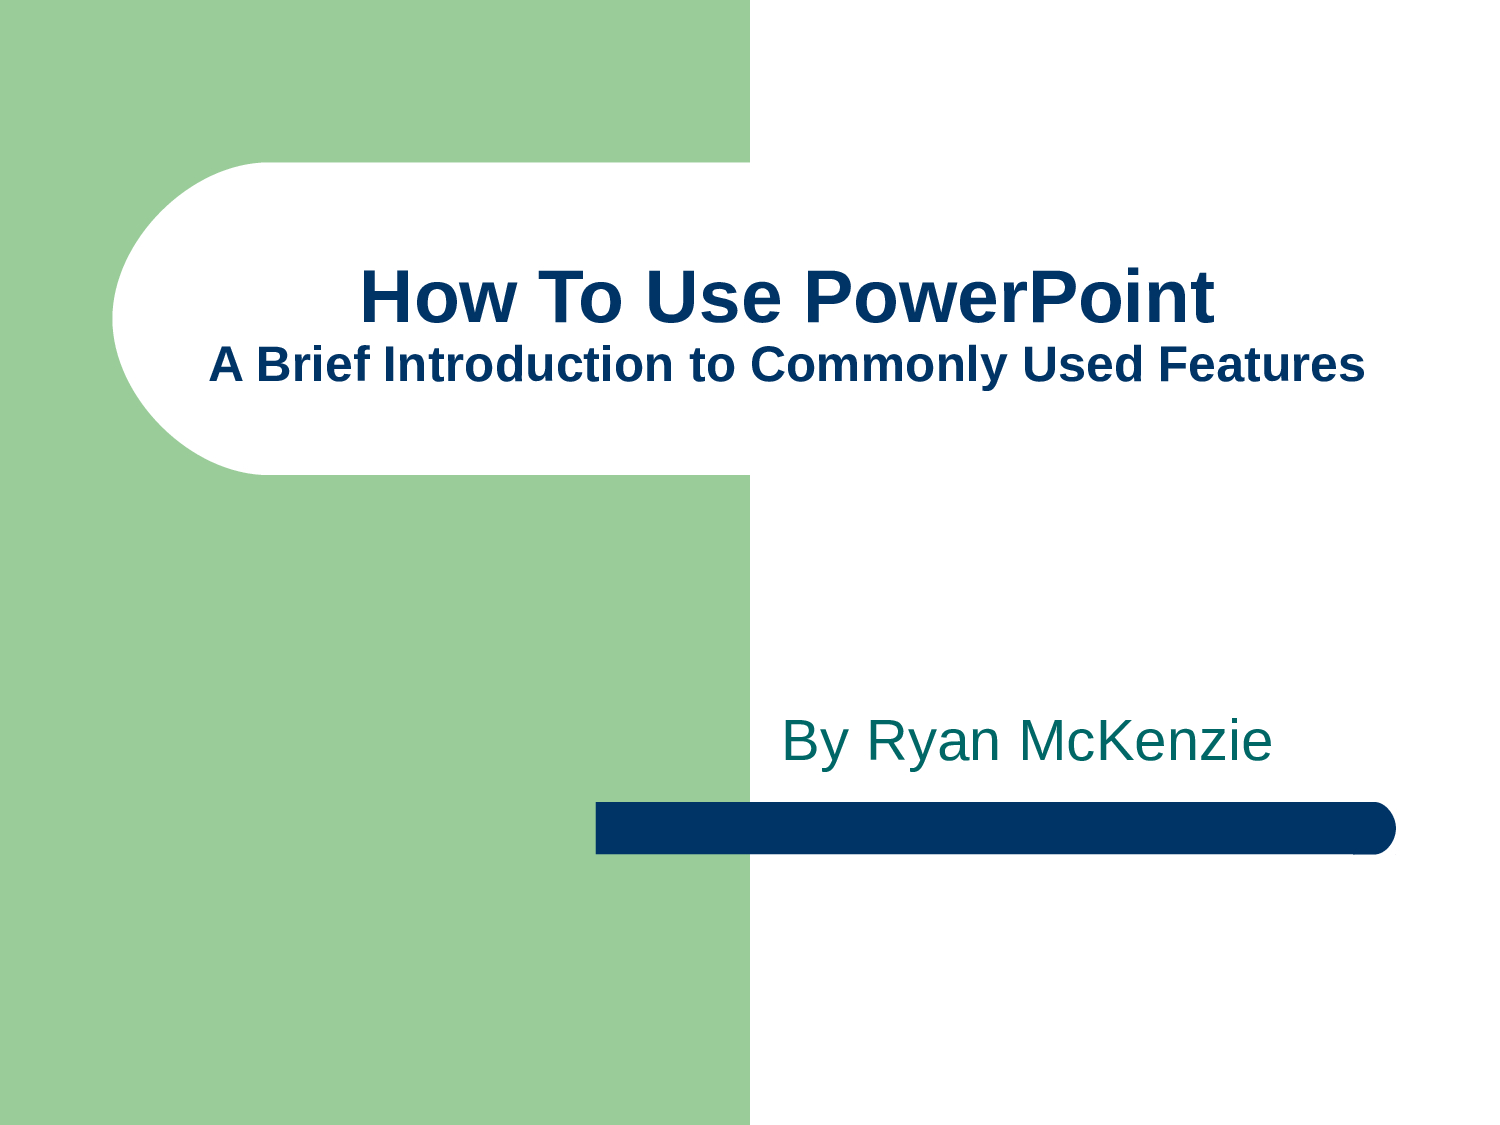 How To Use PowerPoint
A Brief Introduction to Commonly Used Features
By Ryan McKenzie